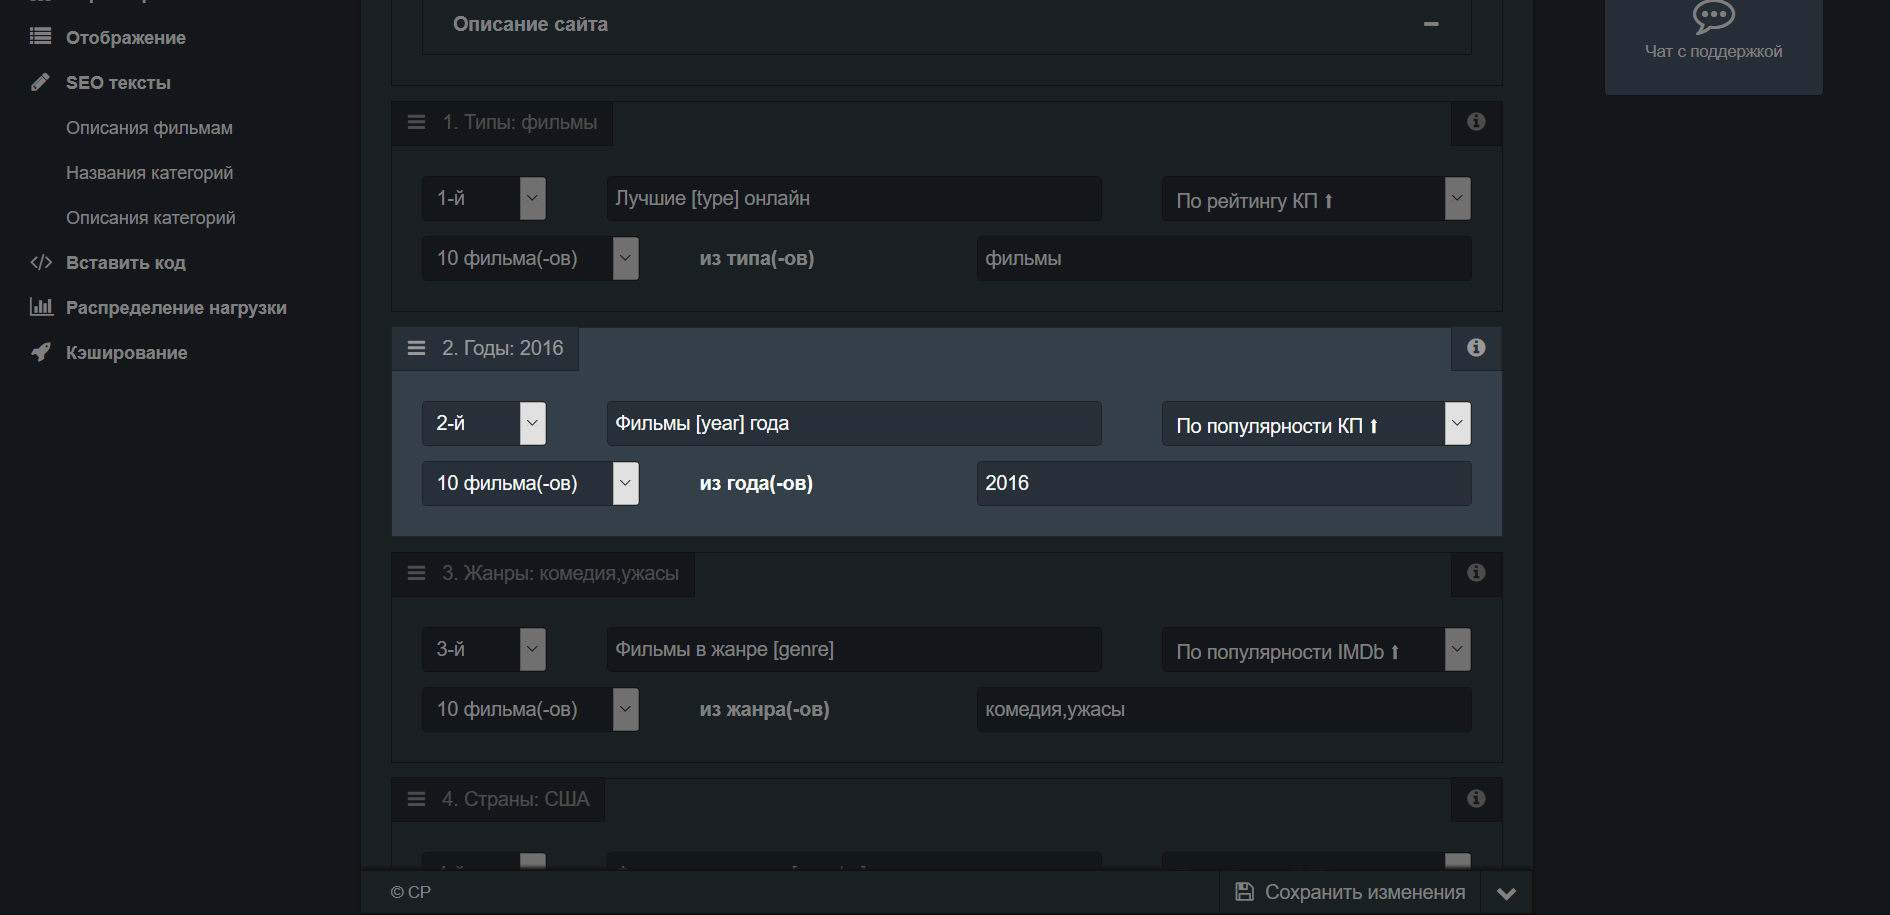 Отображение
SEO тексты
Описания фильмам
Названия категорий
Описания категорий
Вставить код
Распределение нагрузки
Кэширование
Описание сайта
1. Типы: фильмы
1-й
Лучшие [type] онлайн
По рейтингу КП ⬆
10 фильма(-ов)
из типа(-ов)
фильмы
2. Годы: 2016
2-й
Фильмы [year] года
По популярности КП ⬆
10 фильма(-ов)
из года(-ов)
2016
3. Жанры: комедия,ужасы
3-й
Фильмы в жанре [genre]
По популярности IMDb ⬆
10 фильма(-ов)
из жанра(-ов)
комедия,ужасы
4. Страны: США
© CP
Сохранить изменения
Чат с поддержкой